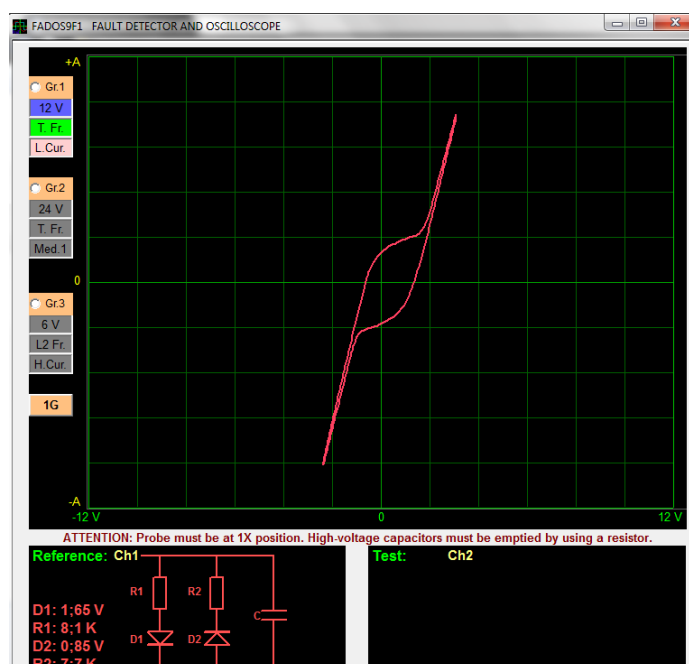 FADOS9F1 FAULT DETECTOR AND OSCILLOSCOPE
+A
Gr.1
12 V
T. Fr.
L.Cur.
Gr.2
24 V
T. Fr.
Med.1
0
Gr.3
6 V
L2 Fr.
H.Cur.
1G
-A
-12 V
0
12 V
ATTENTION: Probe must be at 1X position. High-voltage capacitors must be emptied by using a resistor.
Reference: Ch1
Test: Ch2
R1
R2
C
D1: 1;65 V
R1: 8;1 K
D1
D2
D2: 0;85 V
R2: 7;7 K